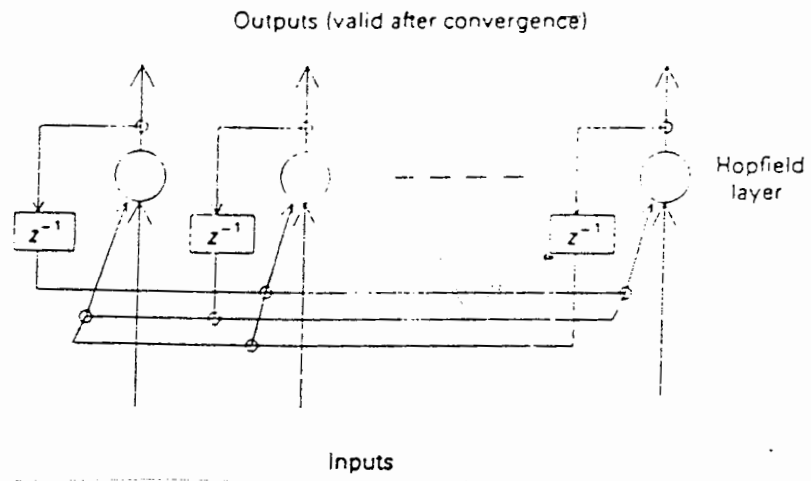 Outputs (valid after convergence)
Hopfield
layer
z⁻¹
z⁻¹
z⁻¹
Inputs